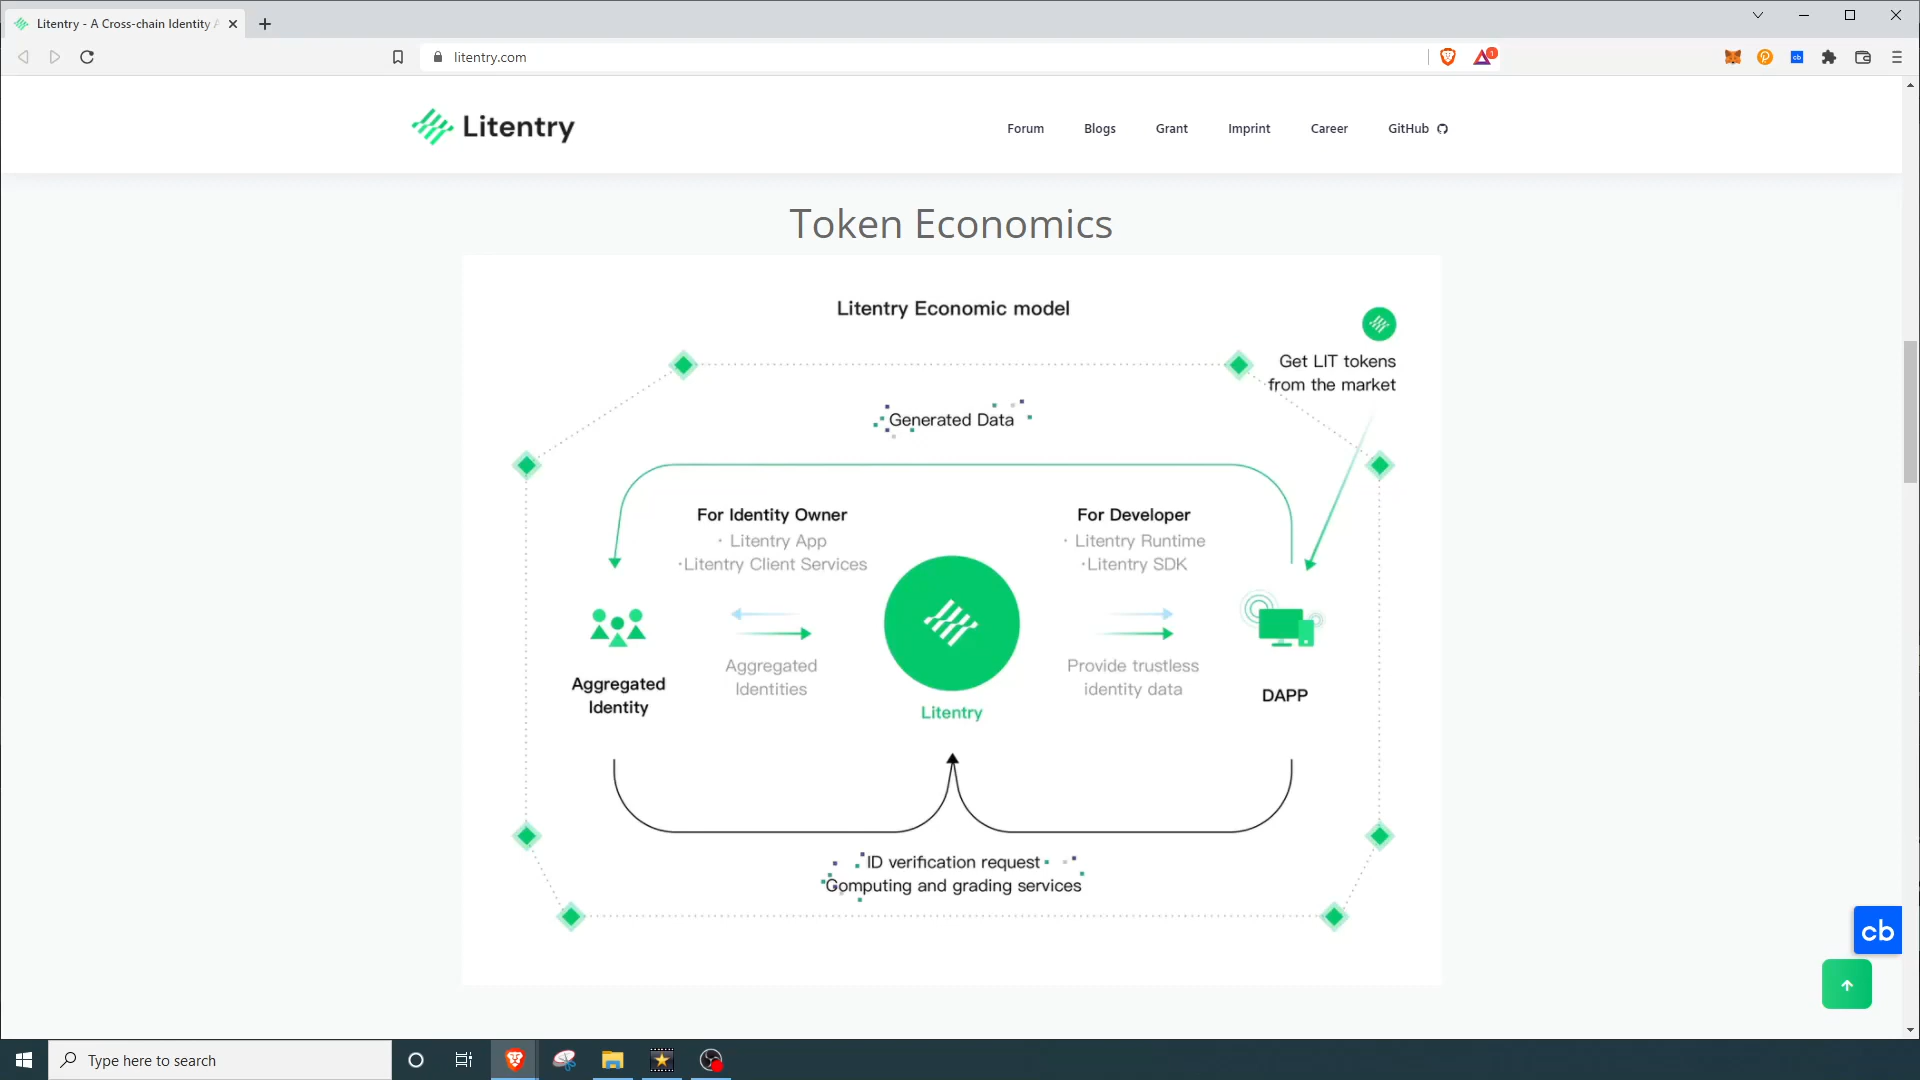 Litentry - A Cross-chain Identity A
litentry.com
1
cb
Litentry
Forum
Blogs
Grant
Imprint
Career
GitHub
Token Economics
Litentry Economic model
Get LIT tokens
from the market
Generated Data
For Identity Owner
· Litentry App
·Litentry Client Services
For Developer
· Litentry Runtime
·Litentry SDK
Aggregated
Identity
Aggregated
Identities
Litentry
Provide trustless
identity data
DAPP
ID verification request
Computing and grading services
cb
Type here to search